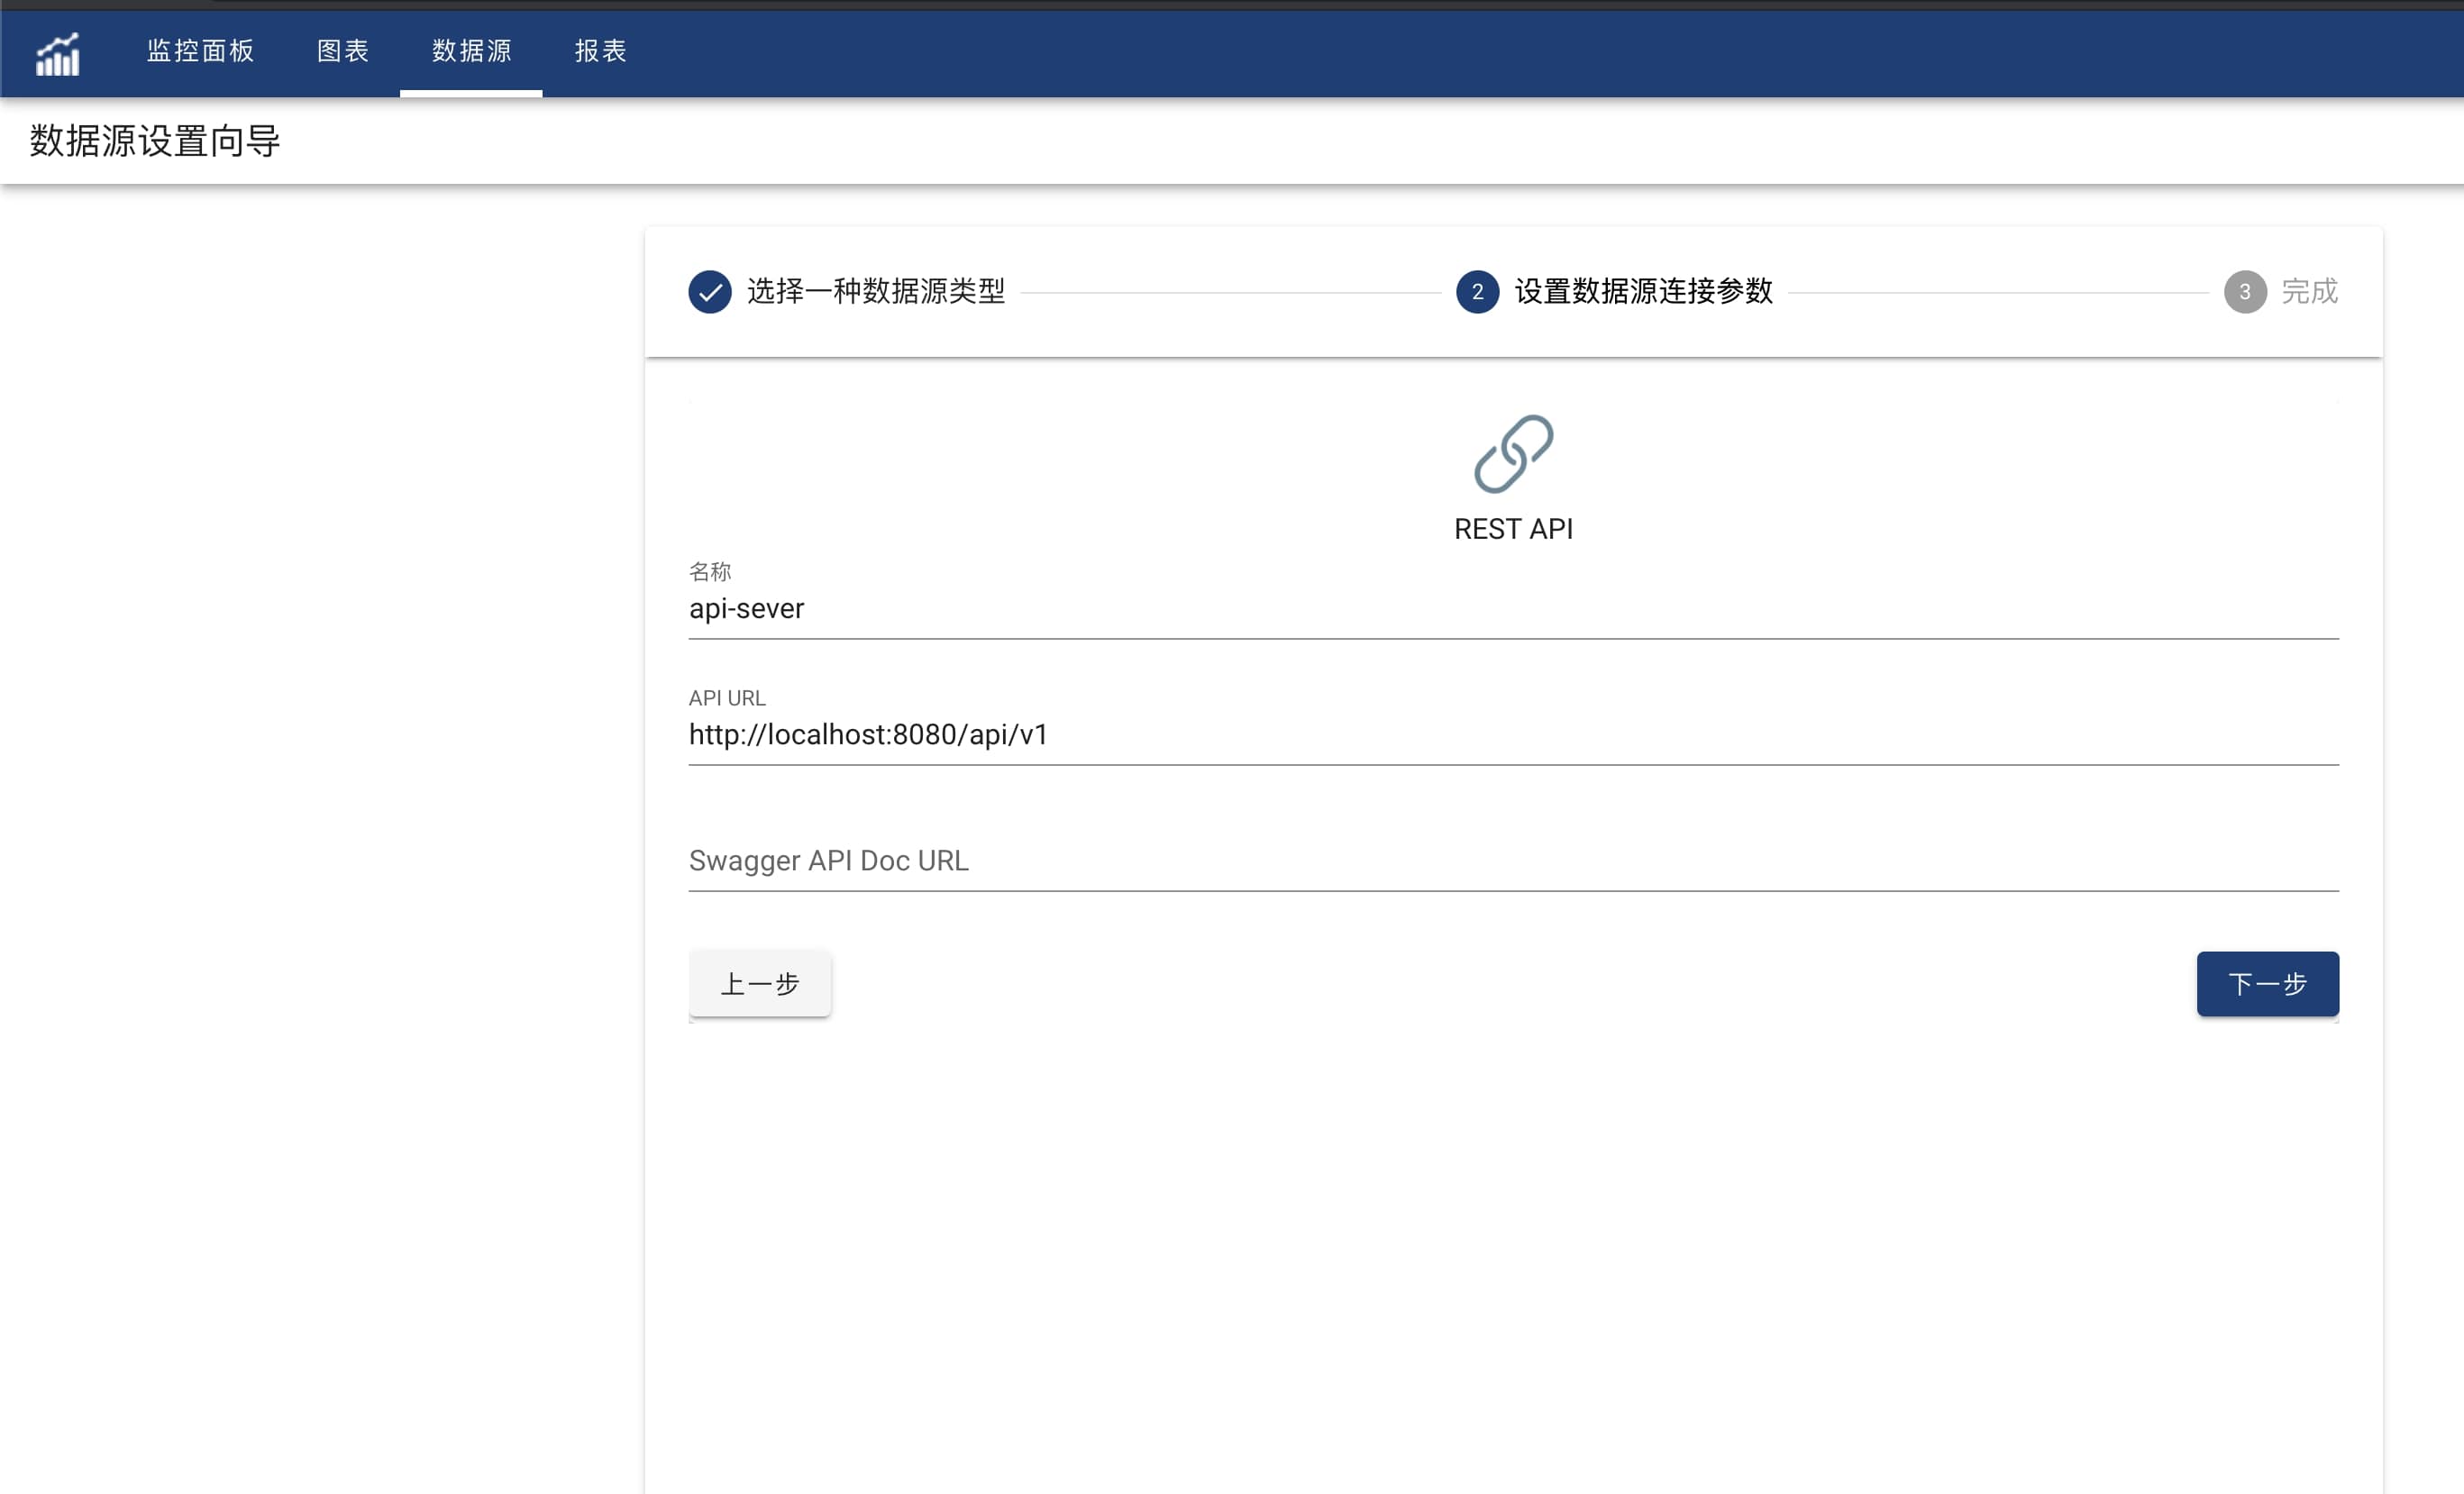 监控面板 图表 数据源 报表
数据源设置向导
选择一种数据源类型 2 设置数据源连接参数 3 完成
REST API
名称
api-sever
API URL
http://localhost:8080/api/v1
Swagger API Doc URL
上一步 下一步